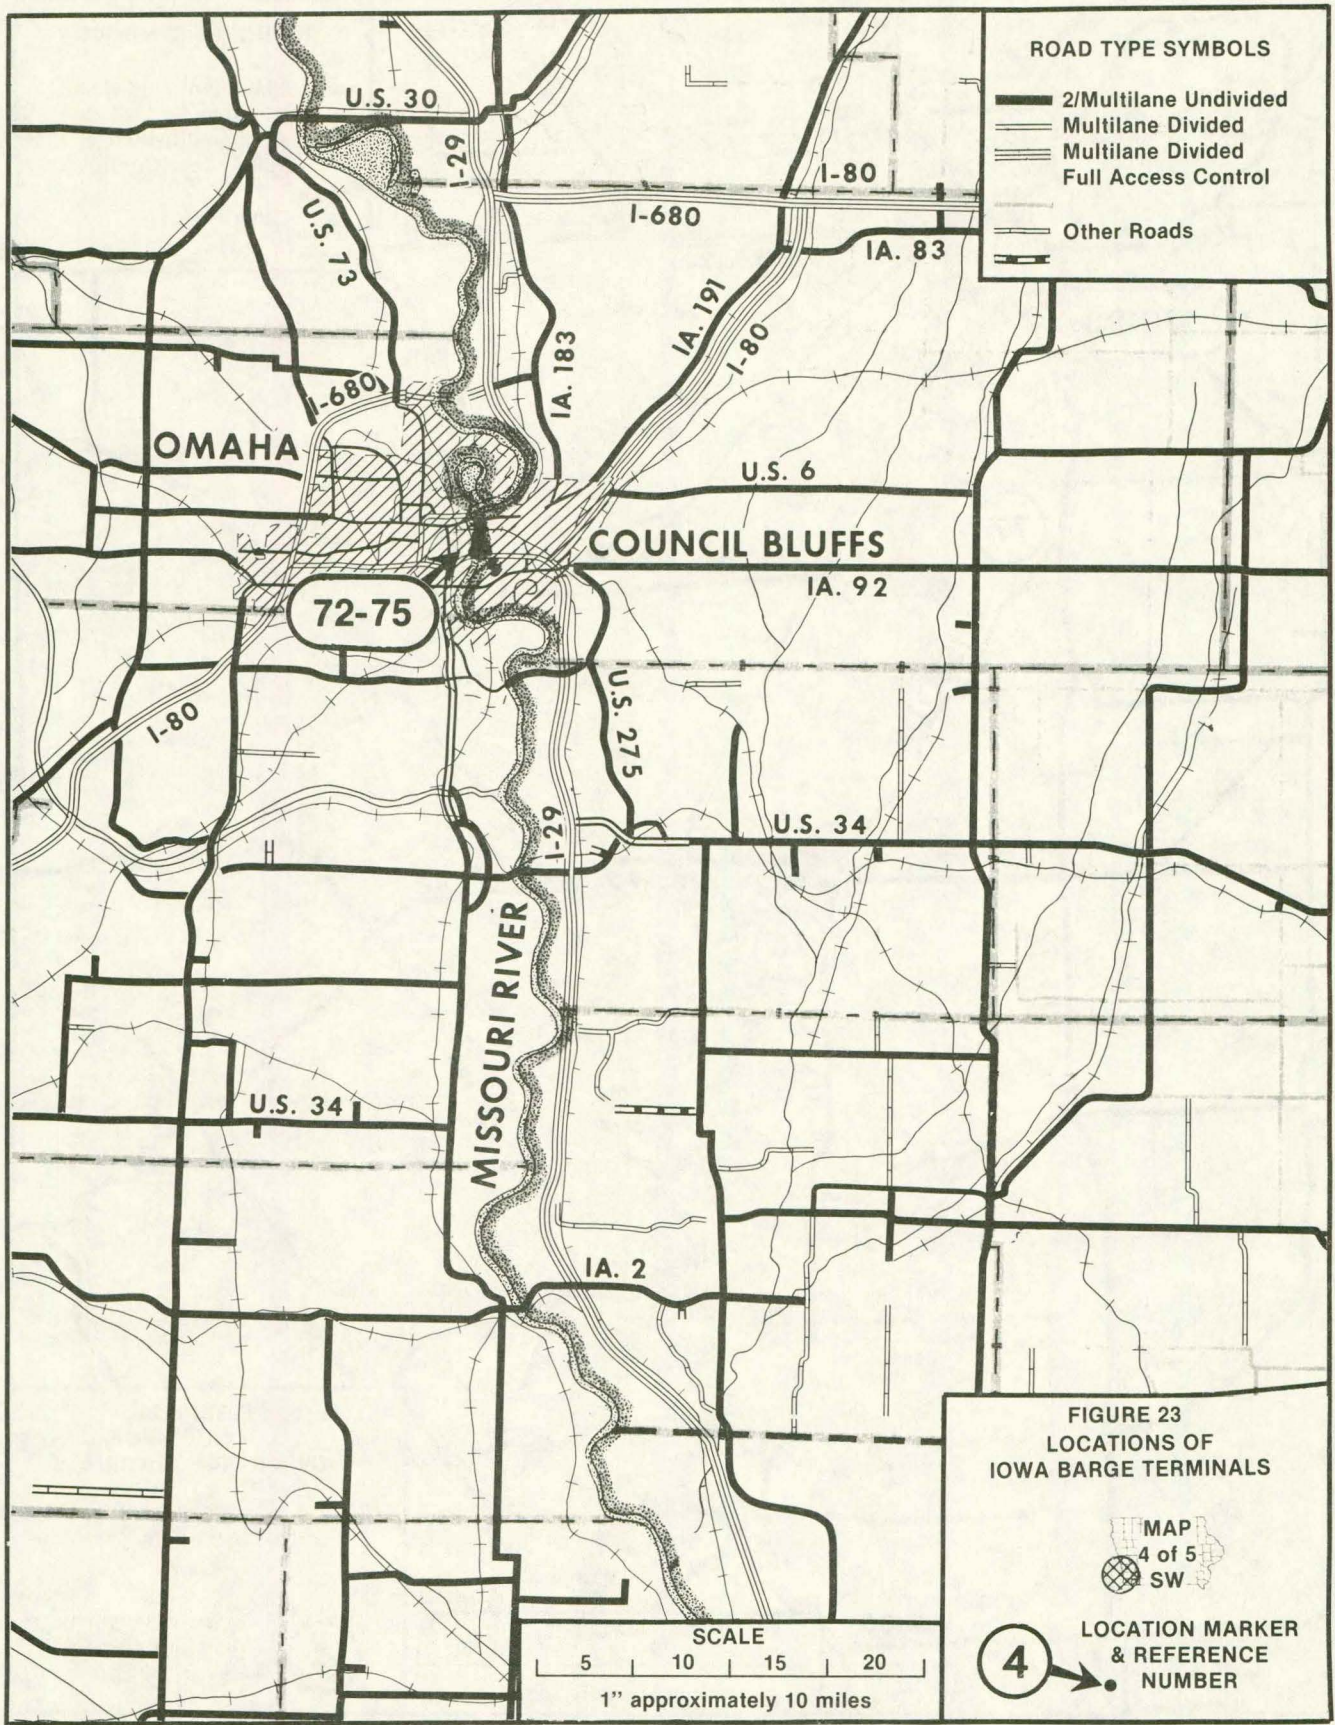 ROAD TYPE SYMBOLS
2/Multilane Undivided
Multilane Divided
Multilane Divided
Full Access Control
Other Roads
U.S. 30
I-29
I-80
I-680
IA. 83
U.S. 73
IA. 191
I-80
IA. 183
I-680
OMAHA
U.S. 6
COUNCIL BLUFFS
IA. 92
72-75
U.S. 275
I-80
I-29
U.S. 34
MISSOURI RIVER
U.S. 34
IA. 2
FIGURE 23
LOCATIONS OF
IOWA BARGE TERMINALS
MAP
4 of 5
SW
4
LOCATION MARKER
& REFERENCE
NUMBER
SCALE
5 10 15 20
1" approximately 10 miles